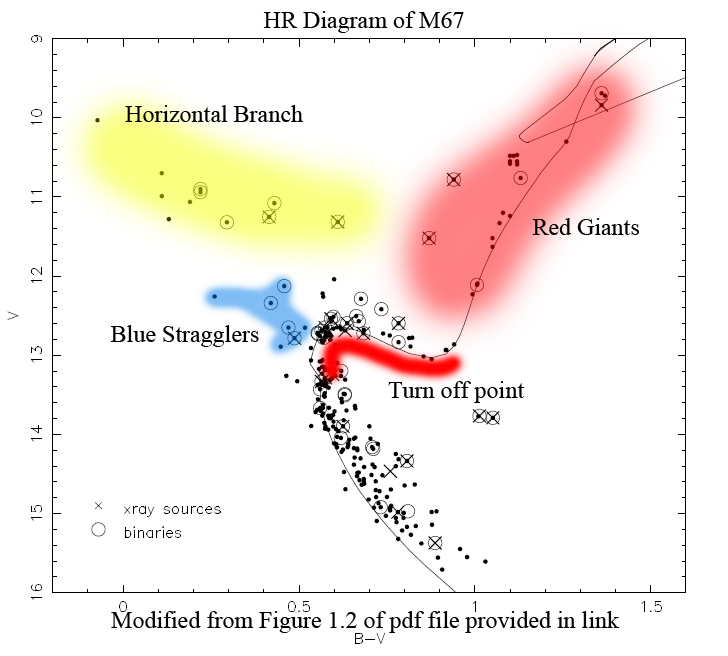 HR Diagram of M67
9
10
11
12
13
14
15
16
V
Horizontal Branch
Red Giants
Blue Stragglers
Turn off point
xray sources
binaries
0
0.5
1
1.5
Modified from Figure 1.2 of pdf file provided in link
B−V